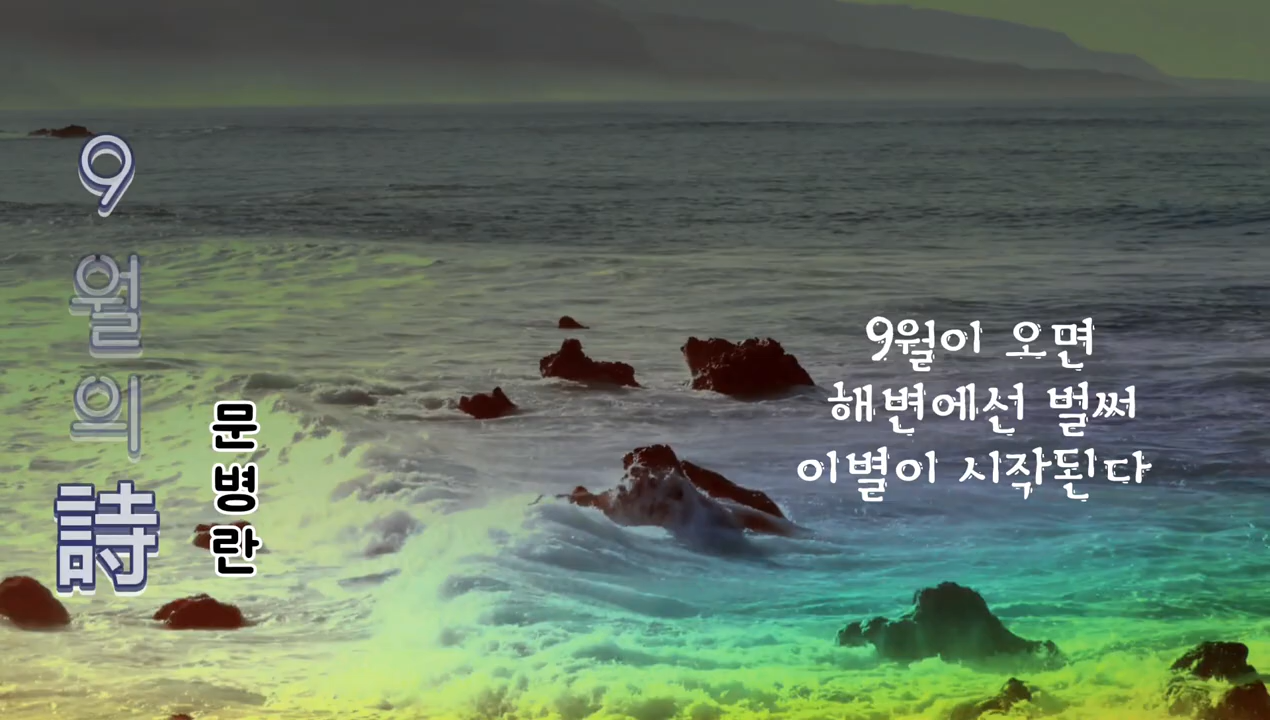 9월의詩
문병란
9월이 오면
해변에선 벌써
이별이 시작된다